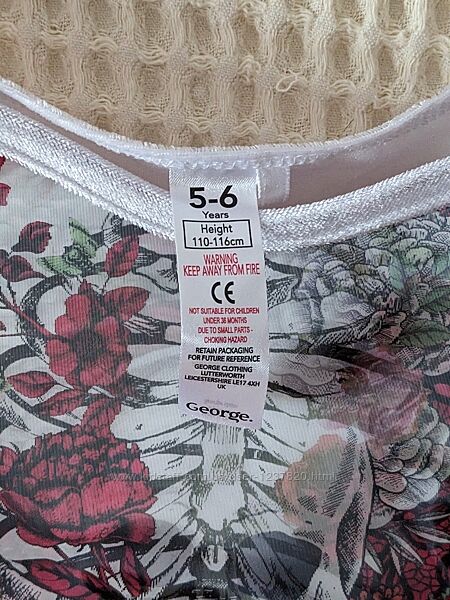 5-6
Years
Height
110-116cm
WARNING
KEEP AWAY FROM FIRE
CE
NOT SUITABLE FOR CHILDREN
UNDER 36 MONTHS
DUE TO SMALL PARTS -
CHOKING HAZARD
RETAIN PACKAGING
FOR FUTURE REFERENCE
GEORGE CLOTHING
LUTTERWORTH
LEICESTERSHIRE LE17 4XH
UK
George.